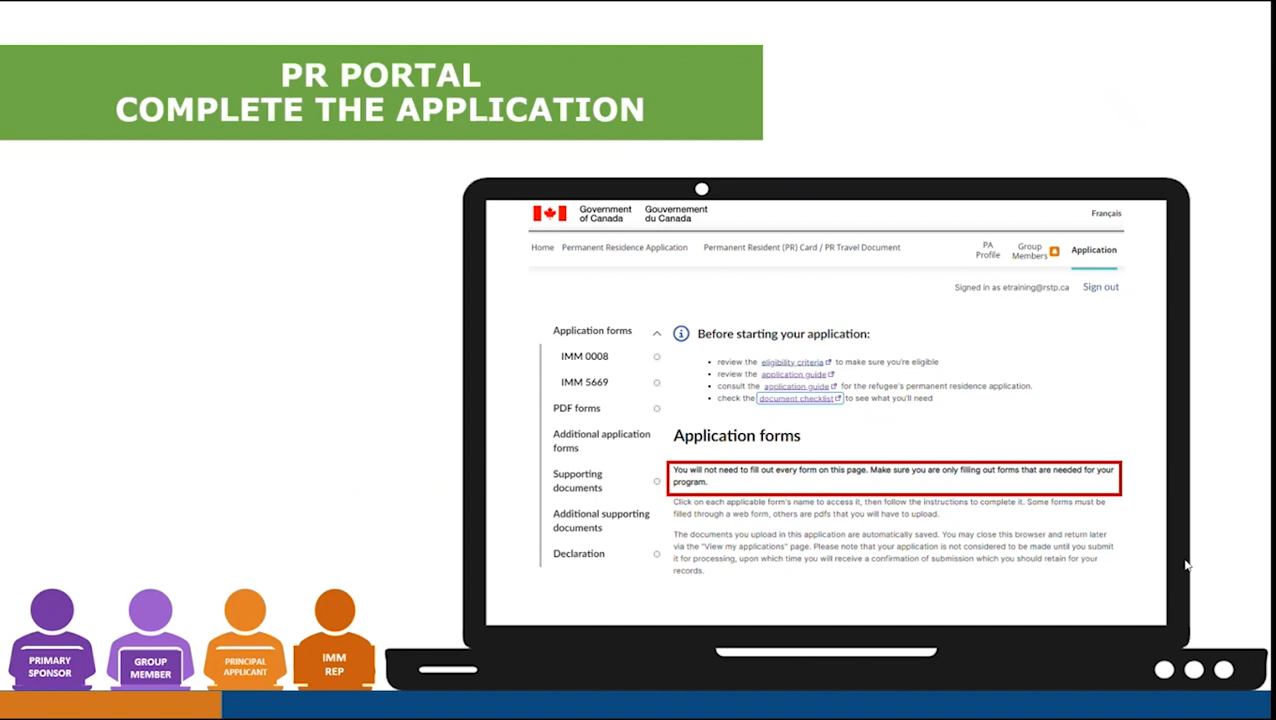 PR PORTAL
COMPLETE THE APPLICATION
Government of Canada
Gouvernement du Canada
Français
Home
Permanent Residence Application
Permanent Resident (PR) Card / PR Travel Document
PA Profile
Group Members
Application
Signed in as etraining@rstp.ca
Sign out
Application forms
IMM 0008
IMM 5669
PDF forms
Additional application forms
Supporting documents
Additional supporting documents
Declaration
Before starting your application:
• review the eligibility criteria to make sure you're eligible
• review the application guide
• consult the application guide for the refugee's permanent residence application.
• check the document checklist to see what you'll need
Application forms
You will not need to fill out every form on this page. Make sure you are only filling out forms that are needed for your
program.
Click on each applicable form's name to access it, then follow the instructions to complete it. Some forms must be
filled through a web form, others are pdfs that you will have to upload.
The documents you upload in this application are automatically saved. You may close this browser and return later
via the "View my applications" page. Please note that your application is not considered to be made until you submit
it for processing, upon which time you will receive a confirmation of submission which you should retain for your
records.
PRIMARY SPONSOR
GROUP MEMBER
PRINCIPAL APPLICANT
IMM REP